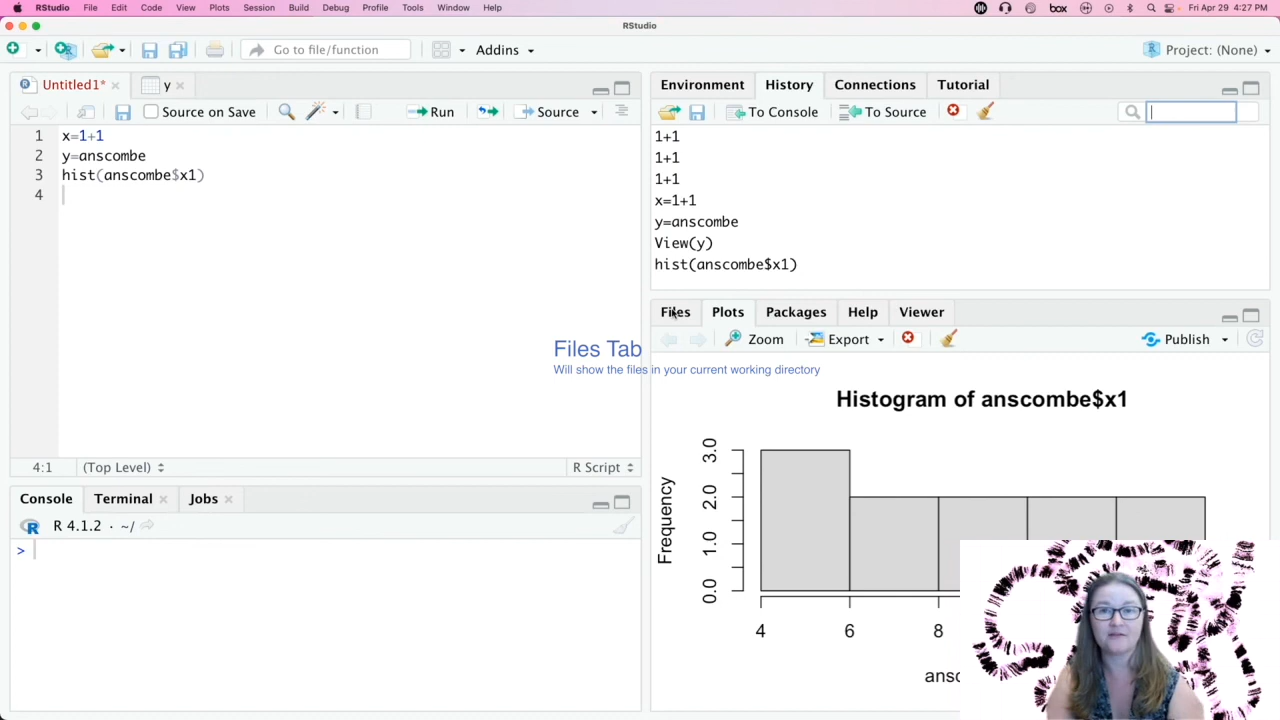 RStudio File Edit Code View Plots Session Build Debug Profile Tools Window Help box Fri Apr 29 4:27 PM
RStudio
Go to file/function Addins Project: (None)
Untitled1* y
Source on Save Run Source
1 x=1+1
2 y=anscombe
3 hist(anscombe$x1)
4
4:1 (Top Level) R Script
Console Terminal Jobs
R 4.1.2 · ~/
>
Environment History Connections Tutorial
To Console To Source
1+1
1+1
1+1
x=1+1
y=anscombe
View(y)
hist(anscombe$x1)
Files Plots Packages Help Viewer
Zoom Export Publish
Files Tab
Will show the files in your current working directory
Histogram of anscombe$x1
Frequency
3.0
2.0
1.0
0.0
4 6 8
ansc